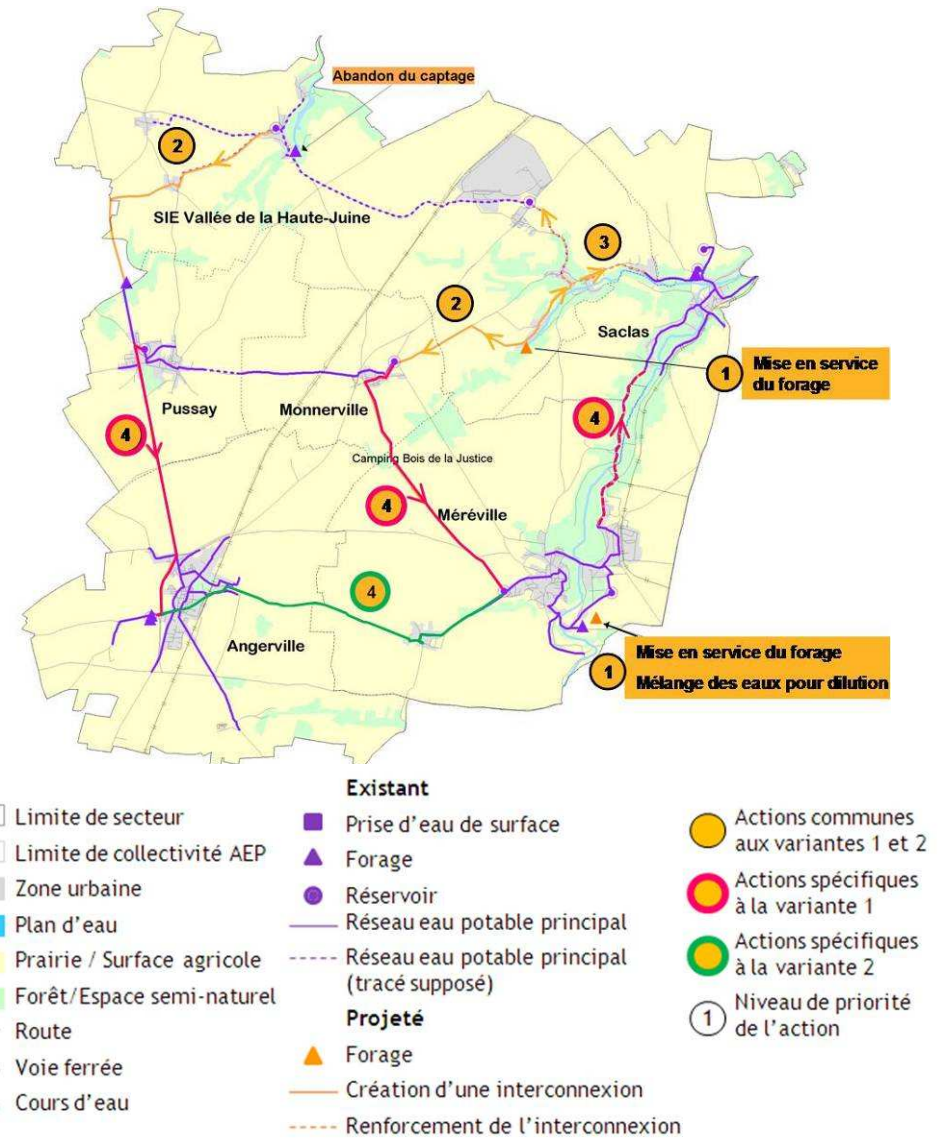 Abandon du captage
2
SIE Vallée de la Haute-Juine
3
2
Saclas
1
Mise en service
du forage
Pussay
Monnerville
4
4
Camping Bois de la Justice
4
Méréville
4
Angerville
1
Mise en service du forage
Mélange des eaux pour dilution
Limite de secteur
Limite de collectivité AEP
Zone urbaine
Plan d'eau
Prairie / Surface agricole
Forêt/Espace semi-naturel
Route
Voie ferrée
Cours d'eau
Existant
Prise d'eau de surface
Forage
Réservoir
Réseau eau potable principal
Réseau eau potable principal
(tracé supposé)
Projeté
Forage
Création d'une interconnexion
Renforcement de l'interconnexion
Actions communes
aux variantes 1 et 2
Actions spécifiques
à la variante 1
Actions spécifiques
à la variante 2
1
Niveau de priorité
de l'action